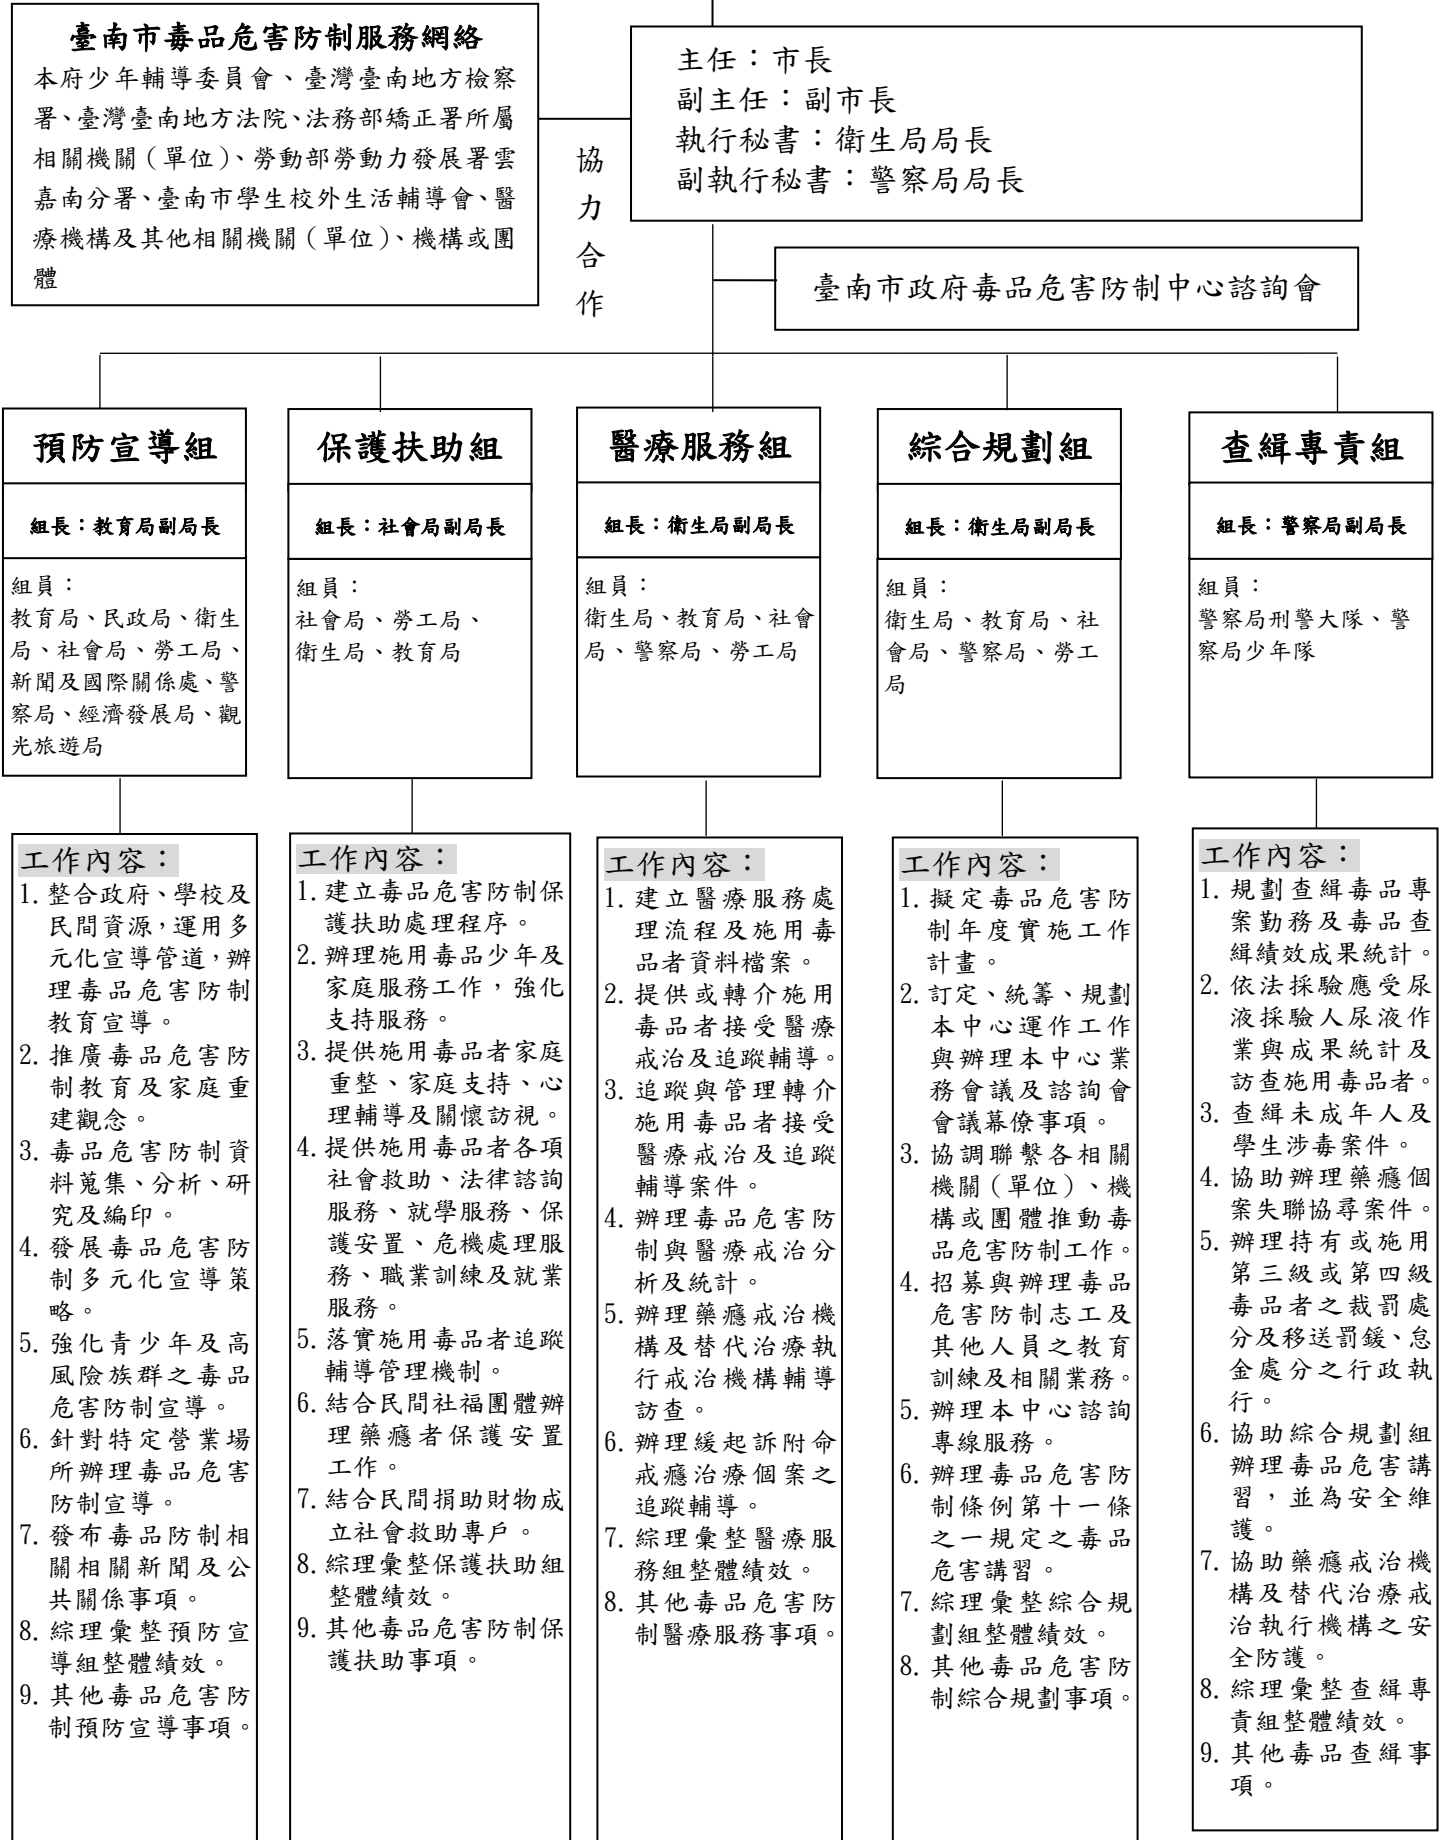 臺南市毒品危害防制服務網絡
本府少年輔導委員會、臺灣臺南地方檢察
署、臺灣臺南地方法院、法務部矯正署所屬
相關機關(單位)、勞動部勞動力發展署雲
嘉南分署、臺南市學生校外生活輔導會、醫
療機構及其他相關機關(單位)、機構或團
體
協
力
合
作
主任：市長
副主任：副市長
執行秘書：衛生局局長
副執行秘書：警察局局長
臺南市政府毒品危害防制中心諮詢會
預防宣導組
組長：教育局副局長
組員：
教育局、民政局、衛生
局、社會局、勞工局、
新聞及國際關係處、警
察局、經濟發展局、觀
光旅遊局
工作內容：
1. 整合政府、學校及
民間資源，運用多
元化宣導管道，辦
理毒品危害防制
教育宣導。
2. 推廣毒品危害防
制教育及家庭重
建觀念。
3. 毒品危害防制資
料蒐集、分析、研
究及編印。
4. 發展毒品危害防
制多元化宣導策
略。
5. 強化青少年及高
風險族群之毒品
危害防制宣導。
6. 針對特定營業場
所辦理毒品危害
防制宣導。
7. 發布毒品防制相
關相關新聞及公
共關係事項。
8. 綜理彙整預防宣
導組整體績效。
9. 其他毒品危害防
制預防宣導事項。
保護扶助組
組長：社會局副局長
組員：
社會局、勞工局、
衛生局、教育局
工作內容：
1. 建立毒品危害防制保
護扶助處理程序。
2. 辦理施用毒品少年及
家庭服務工作，強化
支持服務。
3. 提供施用毒品者家庭
重整、家庭支持、心
理輔導及關懷訪視。
4. 提供施用毒品者各項
社會救助、法律諮詢
服務、就學服務、保
護安置、危機處理服
務、職業訓練及就業
服務。
5. 落實施用毒品者追蹤
輔導管理機制。
6. 結合民間社福團體辦
理藥癮者保護安置
工作。
7. 結合民間捐助財物成
立社會救助專戶。
8. 綜理彙整保護扶助組
整體績效。
9. 其他毒品危害防制保
護扶助事項。
醫療服務組
組長：衛生局副局長
組員：
衛生局、教育局、社會
局、警察局、勞工局
工作內容：
1. 建立醫療服務處
理流程及施用毒
品者資料檔案。
2. 提供或轉介施用
毒品者接受醫療
戒治及追蹤輔導。
3. 追蹤與管理轉介
施用毒品者接受
醫療戒治及追蹤
輔導案件。
4. 辦理毒品危害防
制與醫療戒治分
析及統計。
5. 辦理藥癮戒治機
構及替代治療執
行戒治機構輔導
訪查。
6. 辦理緩起訴附命
戒癮治療個案之
追蹤輔導。
7. 綜理彙整醫療服
務組整體績效。
8. 其他毒品危害防
制醫療服務事項。
綜合規劃組
組長：衛生局副局長
組員：
衛生局、教育局、社
會局、警察局、勞工
局
工作內容：
1. 擬定毒品危害防
制年度實施工作
計畫。
2. 訂定、統籌、規劃
本中心運作工作
與辦理本中心業
務會議及諮詢會
會議幕僚事項。
3. 協調聯繫各相關
機關(單位)、機
構或團體推動毒
品危害防制工作。
4. 招募與辦理毒品
危害防制志工及
其他人員之教育
訓練及相關業務。
5. 辦理本中心諮詢
專線服務。
6. 辦理毒品危害防
制條例第十一條
之一規定之毒品
危害講習。
7. 綜理彙整綜合規
劃組整體績效。
8. 其他毒品危害防
制綜合規劃事項。
查緝專責組
組長：警察局副局長
組員：
警察局刑警大隊、警
察局少年隊
工作內容：
1. 規劃查緝毒品專
案勤務及毒品查
緝績效成果統計。
2. 依法採驗應受尿
液採驗人尿液作
業與成果統計及
訪查施用毒品者。
3. 查緝未成年人及
學生涉毒案件。
4. 協助辦理藥癮個
案失聯協尋案件。
5. 辦理持有或施用
第三級或第四級
毒品者之裁罰處
分及移送罰鍰、怠
金處分之行政執
行。
6. 協助綜合規劃組
辦理毒品危害講
習，並為安全維
護。
7. 協助藥癮戒治機
構及替代治療戒
治執行機構之安
全防護。
8. 綜理彙整查緝專
責組整體績效。
9. 其他毒品查緝事
項。